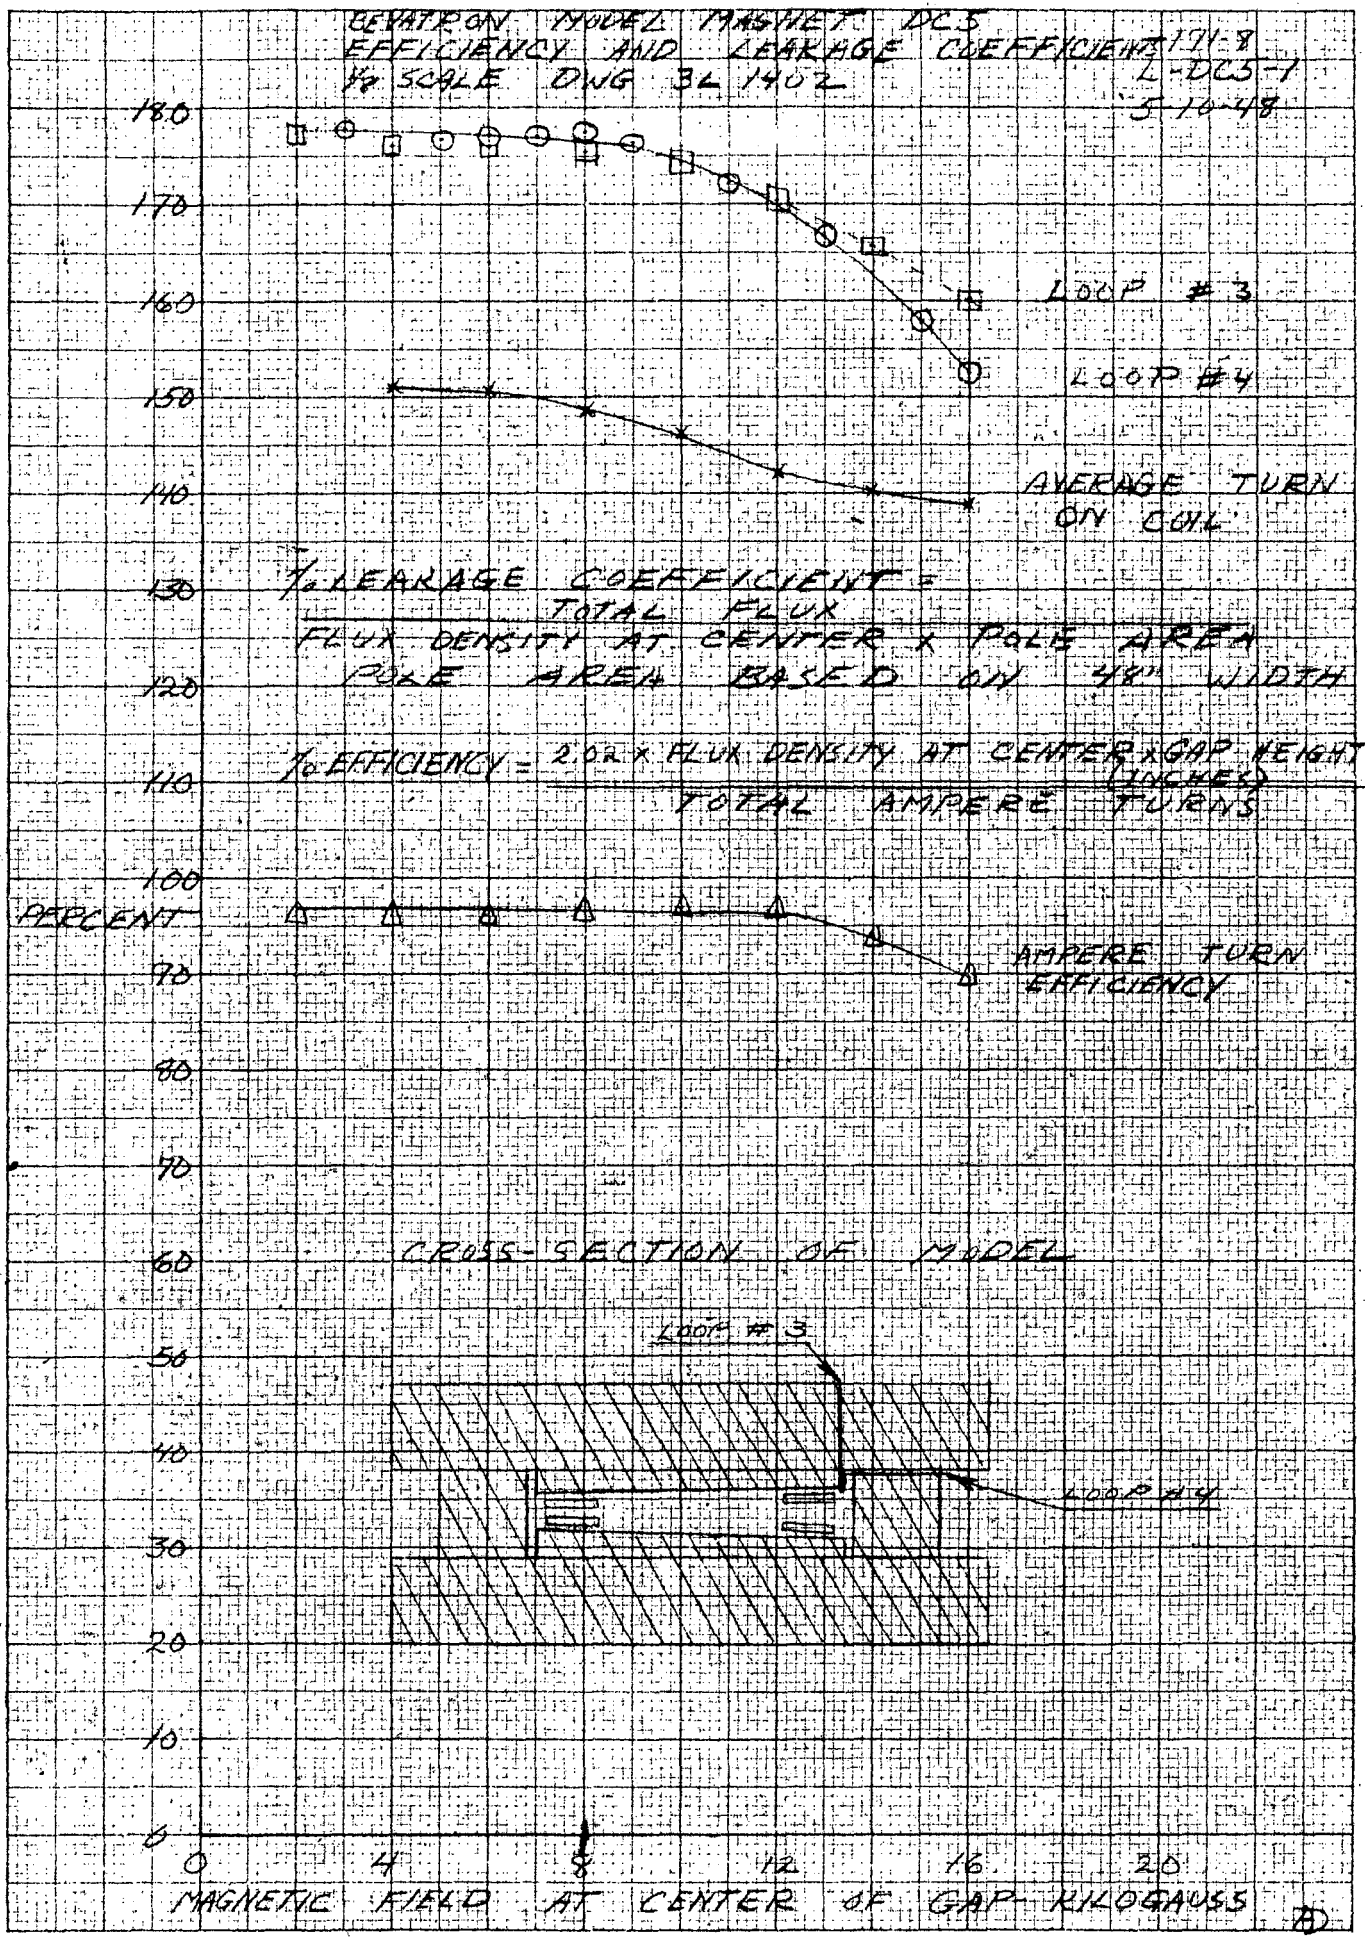 BEVATRON MODEL MAGNET DC5
EFFICIENCY AND LEAKAGE COEFFICIENTS 171-8
SCALE DWG 3L 1402 L-DC5-1
5-10-48
180
170
160
LOOP # 3
LOOP # 4
150
140
AVERAGE TURN
ON COIL
130
% LEAKAGE COEFFICIENT =
TOTAL FLUX
FLUX DENSITY AT CENTER X POLE AREA
POLE AREA BASED ON 48" WIDTH
120
% EFFICIENCY = 2.02 X FLUX DENSITY AT CENTER X GAP HEIGHT
(INCHES)
110
TOTAL AMPERE TURNS
100
PERCENT
AMPERE TURN
EFFICIENCY
90
80
70
60
CROSS-SECTION OF MODEL
LOOP # 3
50
40
LOOP # 4
30
20
10
0
0 4 8 12 16 20
MAGNETIC FIELD AT CENTER OF GAP - KILOGAUSS